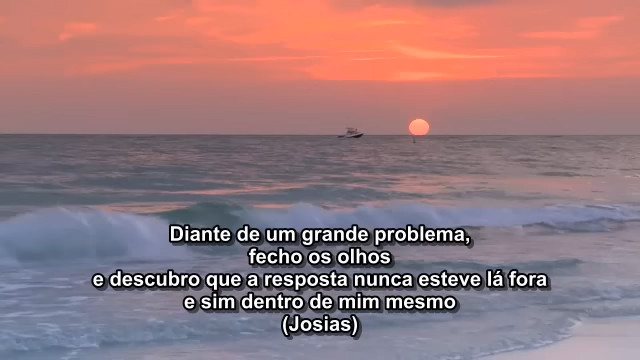 Diante de um grande problema,
fecho os olhos
e descubro que a resposta nunca esteve lá fora
e sim dentro de mim mesmo
(Josias)